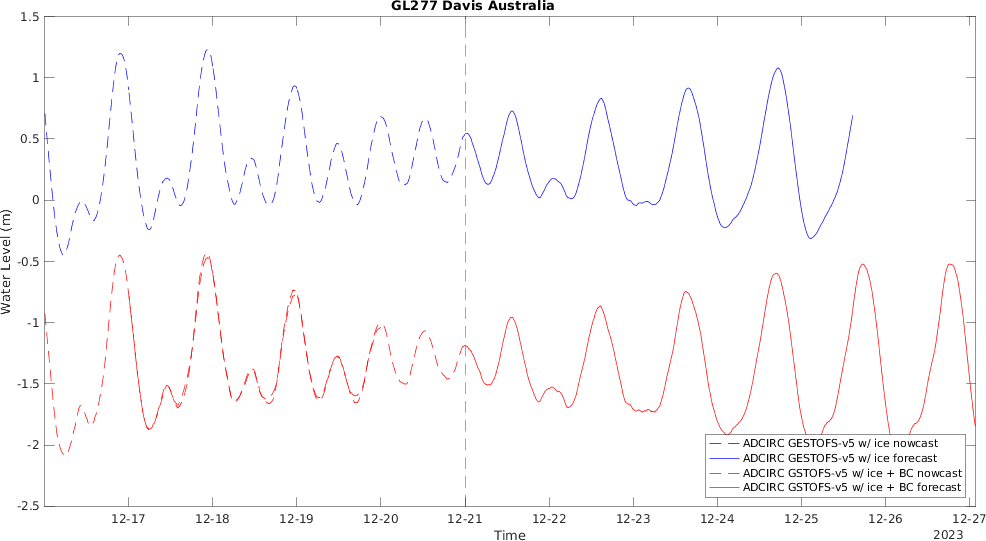 GL277 Davis Australia
1.5
1
0.5
0
-0.5
-1
-1.5
-2
-2.5
Water Level (m)
ADCIRC GESTOFS-v5 w/ ice nowcast
ADCIRC GESTOFS-v5 w/ ice forecast
ADCIRC GSTOFS-v5 w/ ice + BC nowcast
ADCIRC GSTOFS-v5 w/ ice + BC forecast
12-17 12-18 12-19 12-20 12-21 12-22 12-23 12-24 12-25 12-26 12-27
Time
2023